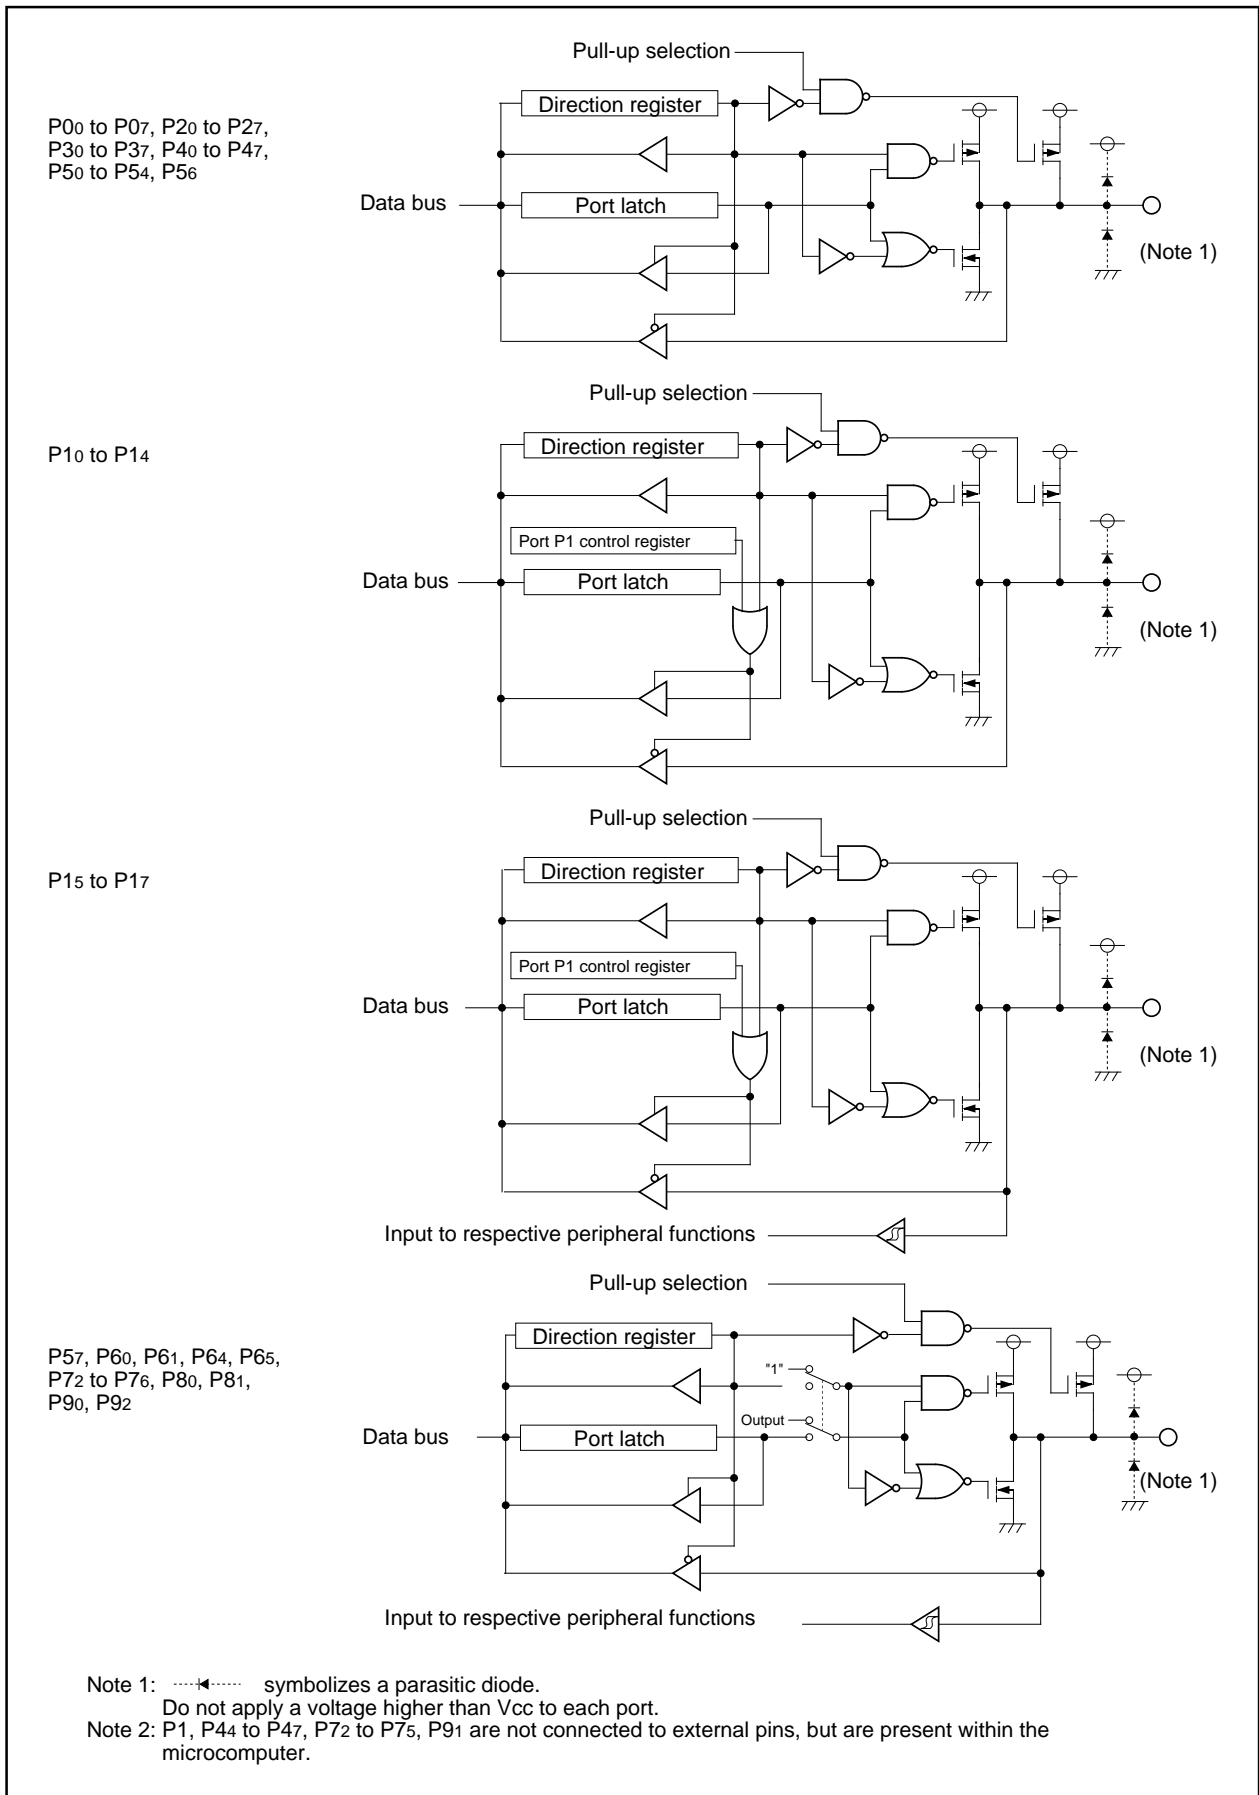 Pull-up selection
Direction register
P00 to P07, P20 to P27,
P30 to P37, P40 to P47,
P50 to P54, P56
Data bus
Port latch
(Note 1)
Pull-up selection
Direction register
P10 to P14
Port P1 control register
Data bus
Port latch
(Note 1)
Pull-up selection
Direction register
P15 to P17
Port P1 control register
Data bus
Port latch
(Note 1)
Input to respective peripheral functions
Pull-up selection
Direction register
P57, P60, P61, P64, P65,
P72 to P76, P80, P81,
P90, P92
"1"
Output
Data bus
Port latch
(Note 1)
Input to respective peripheral functions
Note 1: symbolizes a parasitic diode.
Do not apply a voltage higher than Vcc to each port.
Note 2: P1, P44 to P47, P72 to P75, P91 are not connected to external pins, but are present within the
microcomputer.